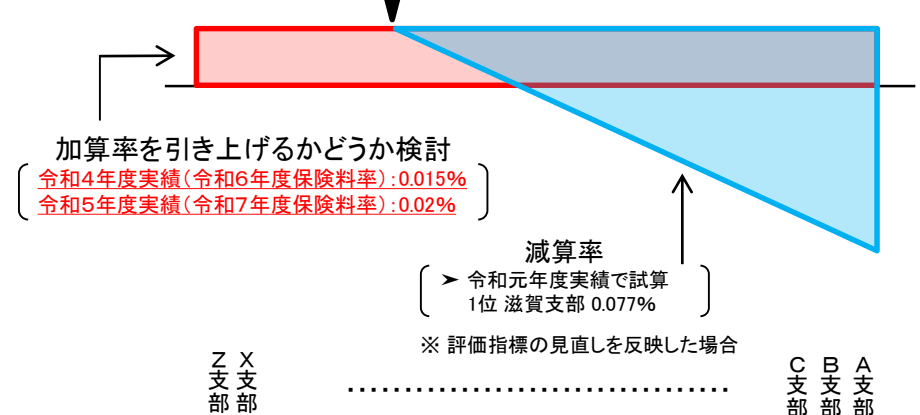 加算率を引き上げるかどうか検討
令和４年度実績（令和６年度保険料率）：0.015%
令和５年度実績（令和７年度保険料率）：0.02%
減算率
➤ 令和元年度実績で試算
1位 滋賀支部 0.077%
※ 評価指標の見直しを反映した場合
Ｚ支部
Ｘ支部
‥‥‥‥‥‥‥‥‥‥‥‥‥‥‥‥
Ｃ支部
Ｂ支部
Ａ支部